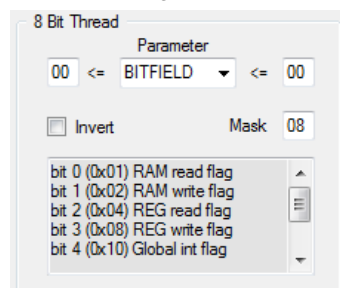 8 Bit Thread
Parameter
00 <= BITFIELD <= 00
Invert Mask 08
bit 0 (0x01) RAM read flag
bit 1 (0x02) RAM write flag
bit 2 (0x04) REG read flag
bit 3 (0x08) REG write flag
bit 4 (0x10) Global int flag